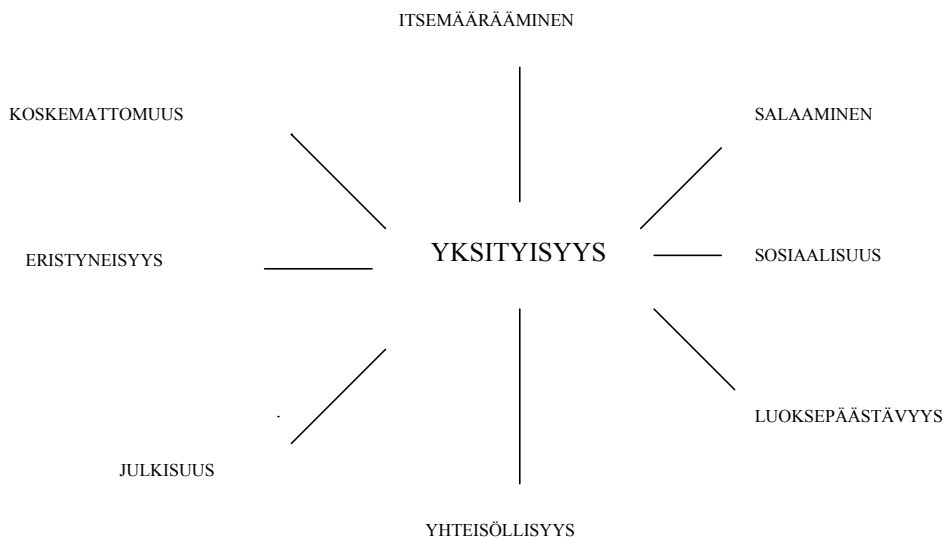 ITSEMÄÄRÄÄMINEN
KOSKEMATTOMUUS
SALAAMINEN
YKSITYISYYS
ERISTYNEISYYS
SOSIAALISUUS
LUOKSEPÄÄSTÄVYYS
JULKISUUS
YHTEISÖLLISYYS